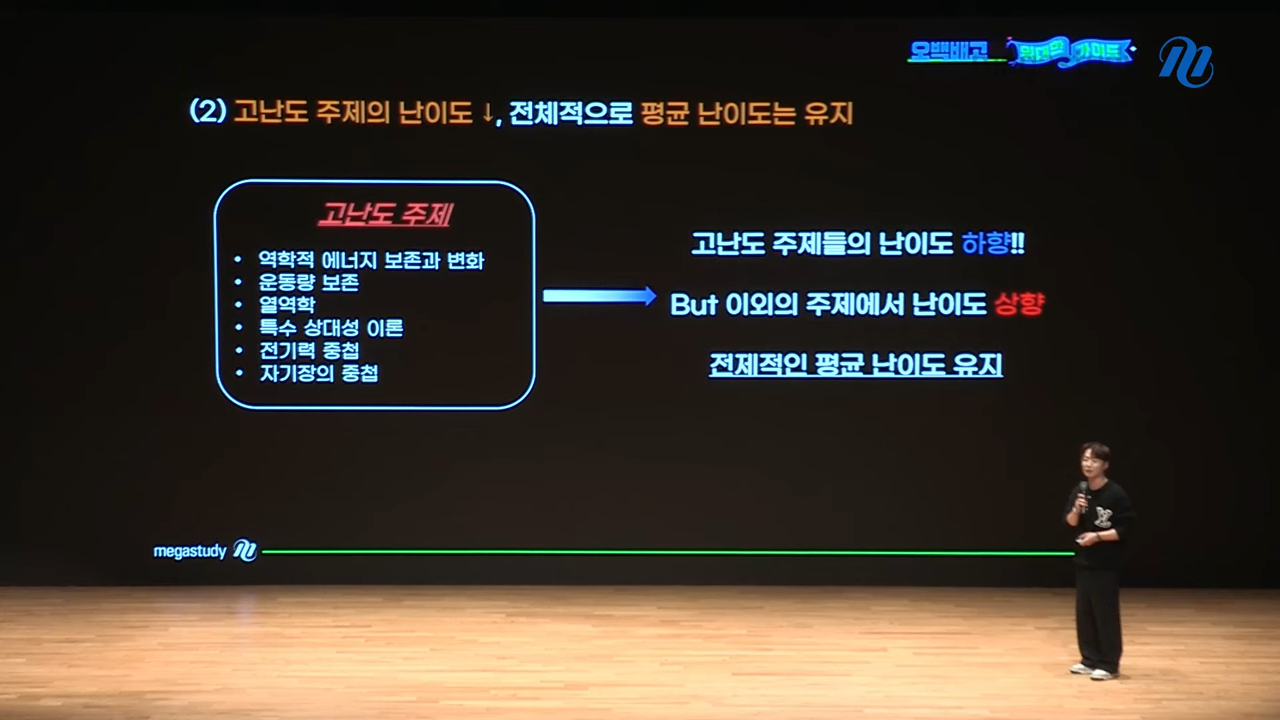 오백배고 위대한 가이드
(2) 고난도 주제의 난이도 ↓, 전체적으로 평균 난이도는 유지
고난도 주제
• 역학적 에너지 보존과 변화
• 운동량 보존
• 열역학
• 특수 상대성 이론
• 전기력 중첩
• 자기장의 중첩
고난도 주제들의 난이도 하향!!
But 이외의 주제에서 난이도 상향
전제적인 평균 난이도 유지
megastudy